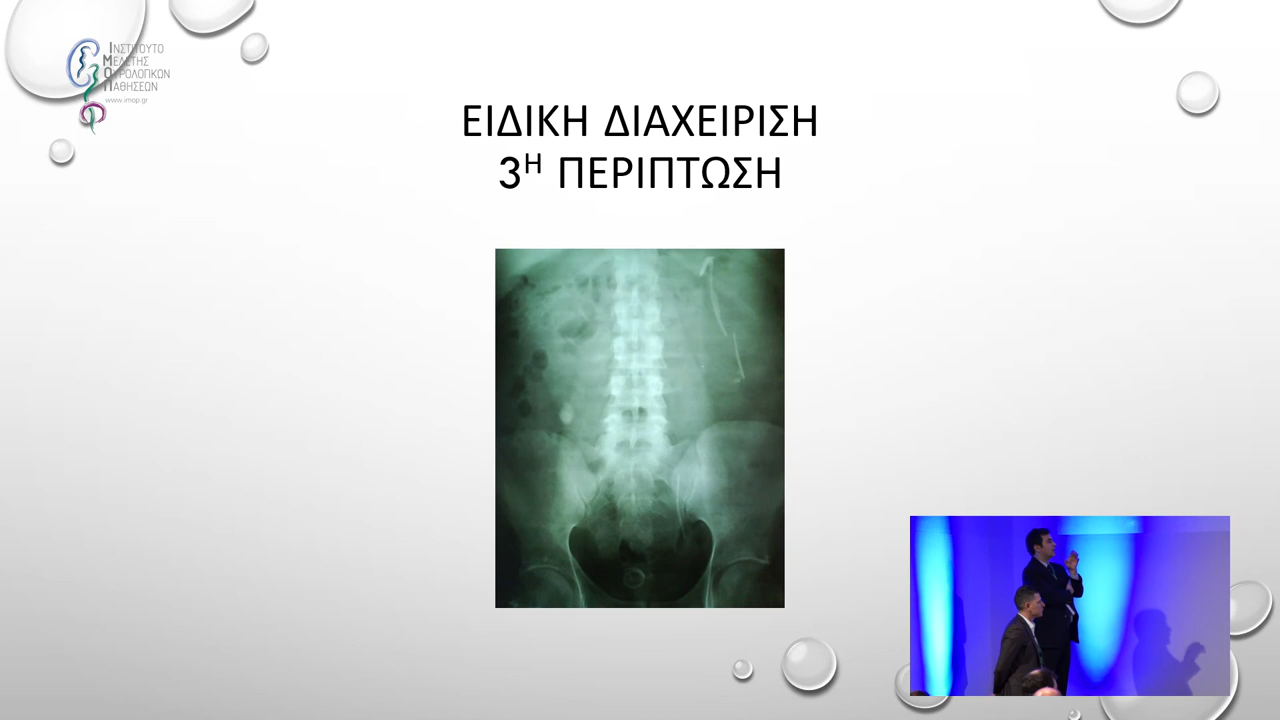 ΙΝΣΤΙΤΟΥΤΟ
ΜΕΛΕΤΗΣ
ΟΥΡΟΛΟΓΙΚΩΝ
ΠΑΘΗΣΕΩΝ
www.imop.gr
ΕΙΔΙΚΗ ΔΙΑΧΕΙΡΙΣΗ
3Η ΠΕΡΙΠΤΩΣΗ